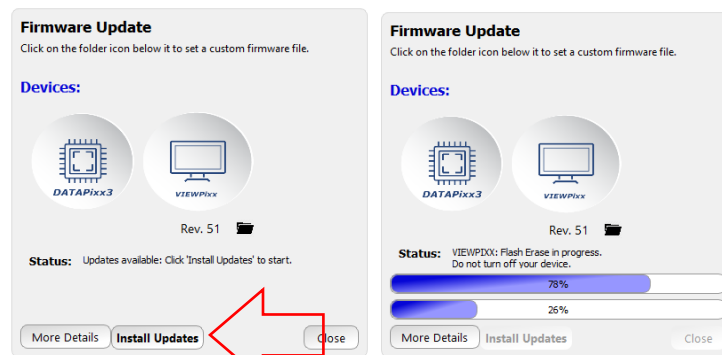 Firmware Update
Click on the folder icon below it to set a custom firmware file.
Devices:
DATAPixx3
VIEWPixx
Rev. 51
Status: Updates available: Click 'Install Updates' to start.
More Details
Install Updates
Close
Firmware Update
Click on the folder icon below it to set a custom firmware file.
Devices:
DATAPixx3
VIEWPixx
Rev. 51
Status: VIEWPIXX: Flash Erase in progress.
Do not turn off your device.
78%
26%
More Details
Install Updates
Close